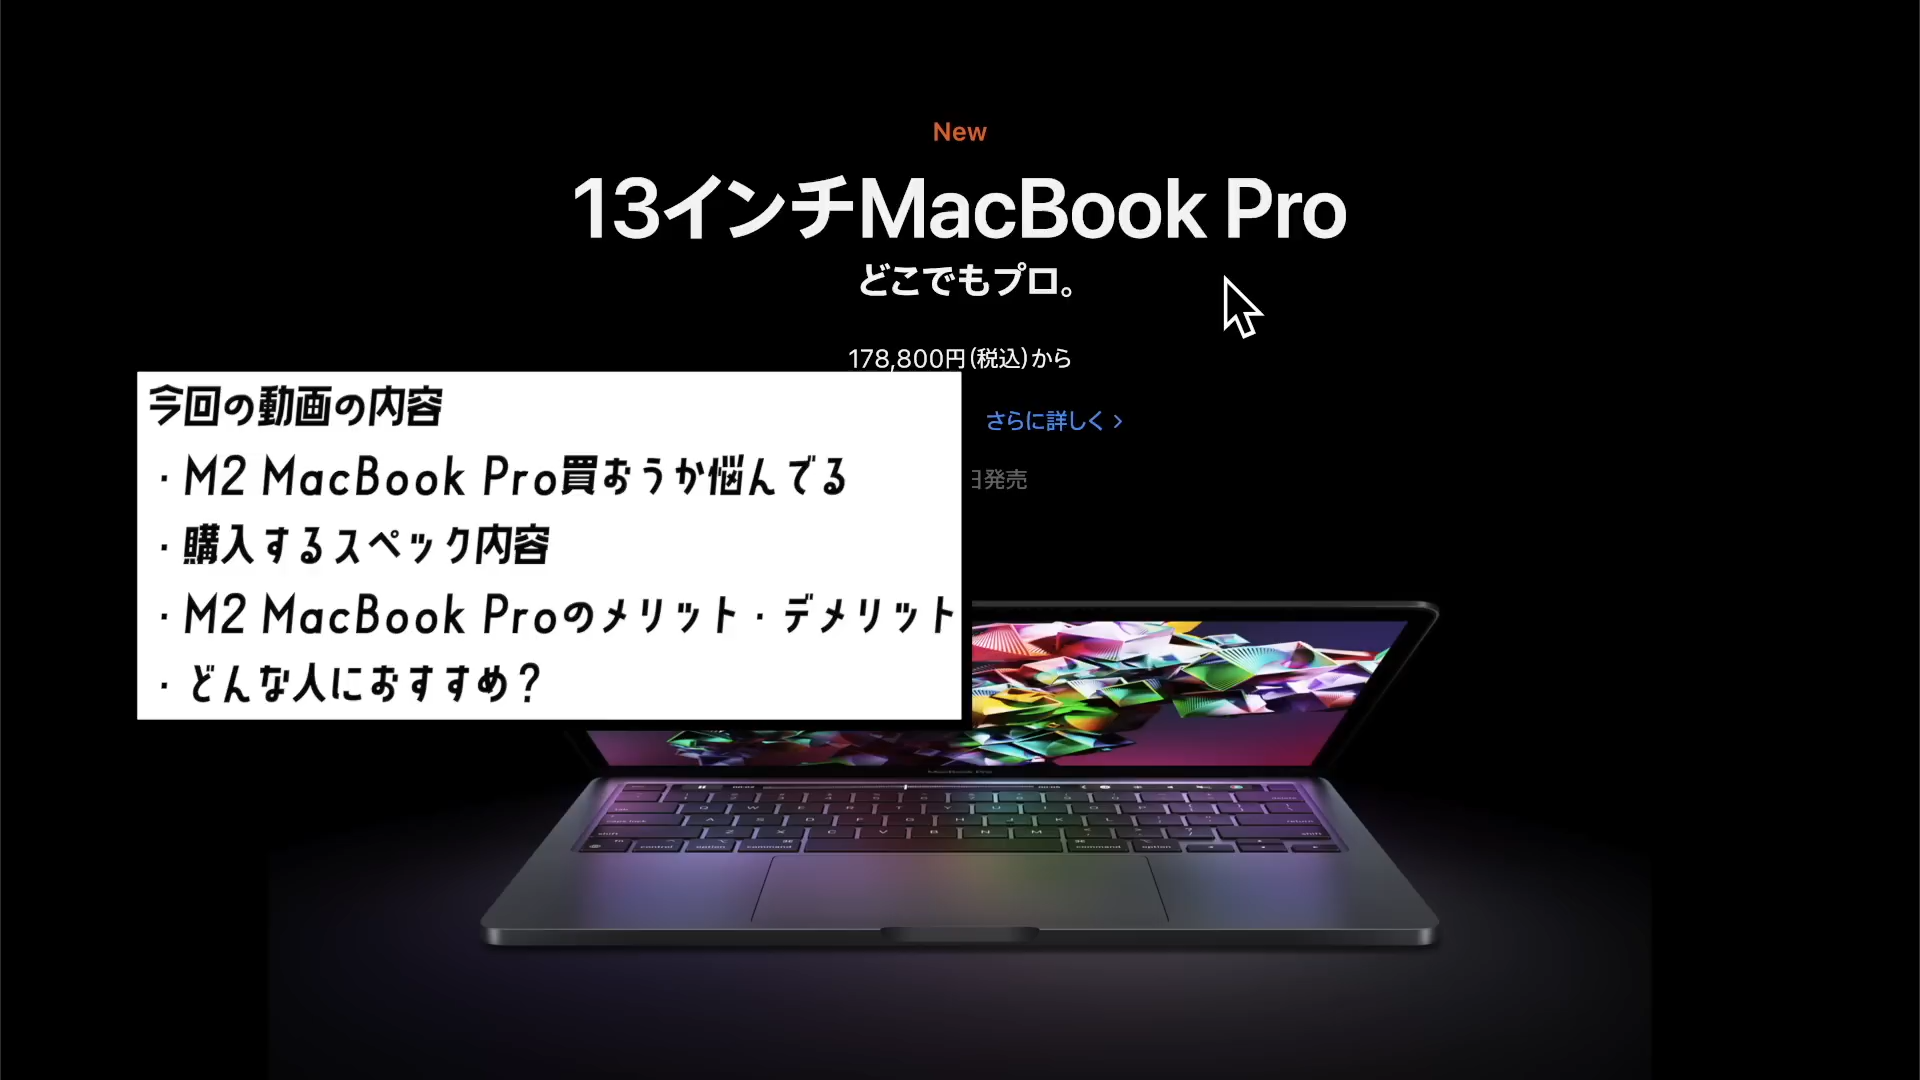 New
13インチMacBook Pro
どこでもプロ。
178,800円(税込)から
さらに詳しく >
日発売
今回の動画の内容
・M2 MacBook Pro買おうか悩んでる
・購入するスペック内容
・M2 MacBook Proのメリット・デメリット
・どんな人におすすめ？
MacBook Pro